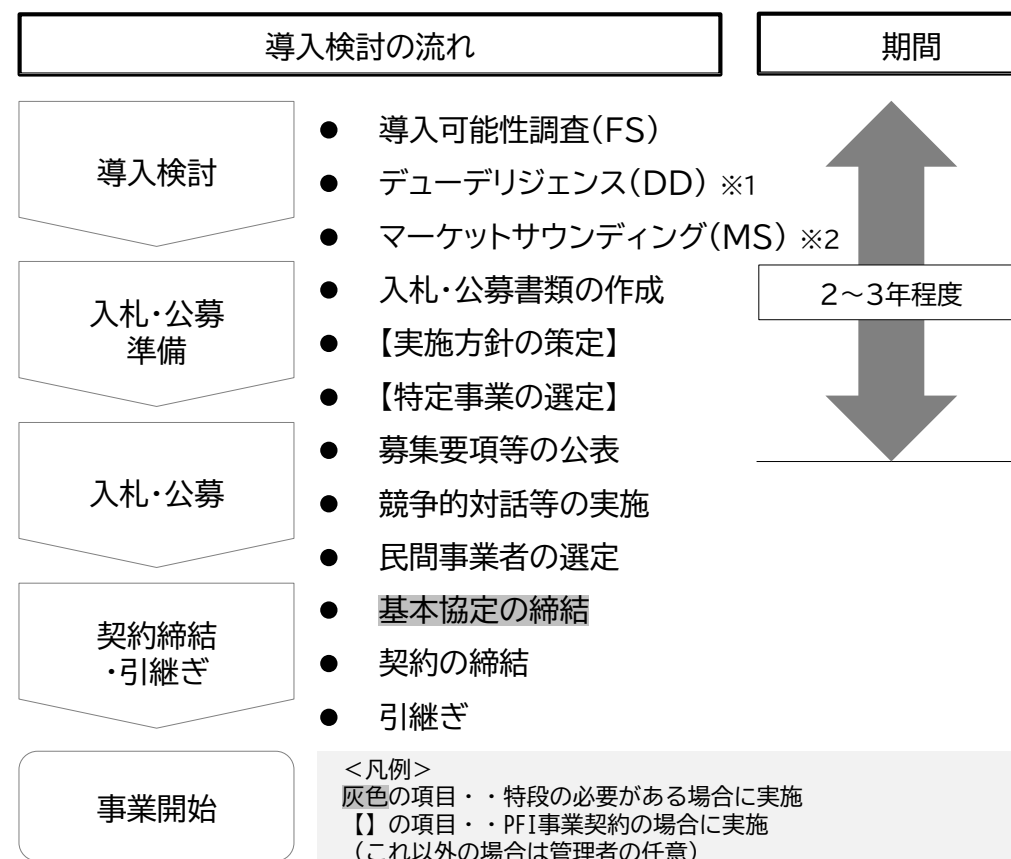 導入検討の流れ
期間
導入検討
● 導入可能性調査(FS)
● デューデリジェンス(DD) ※1
● マーケットサウンディング(MS) ※2
2～3年程度
入札・公募
準備
● 入札・公募書類の作成
● 【実施方針の策定】
● 【特定事業の選定】
入札・公募
● 募集要項等の公表
● 競争的対話等の実施
● 民間事業者の選定
契約締結
・引継ぎ
● 基本協定の締結
● 契約の締結
● 引継ぎ
事業開始
＜凡例＞
灰色の項目・・特段の必要がある場合に実施
【】の項目・・PFI事業契約の場合に実施
(これ以外の場合は管理者の任意)